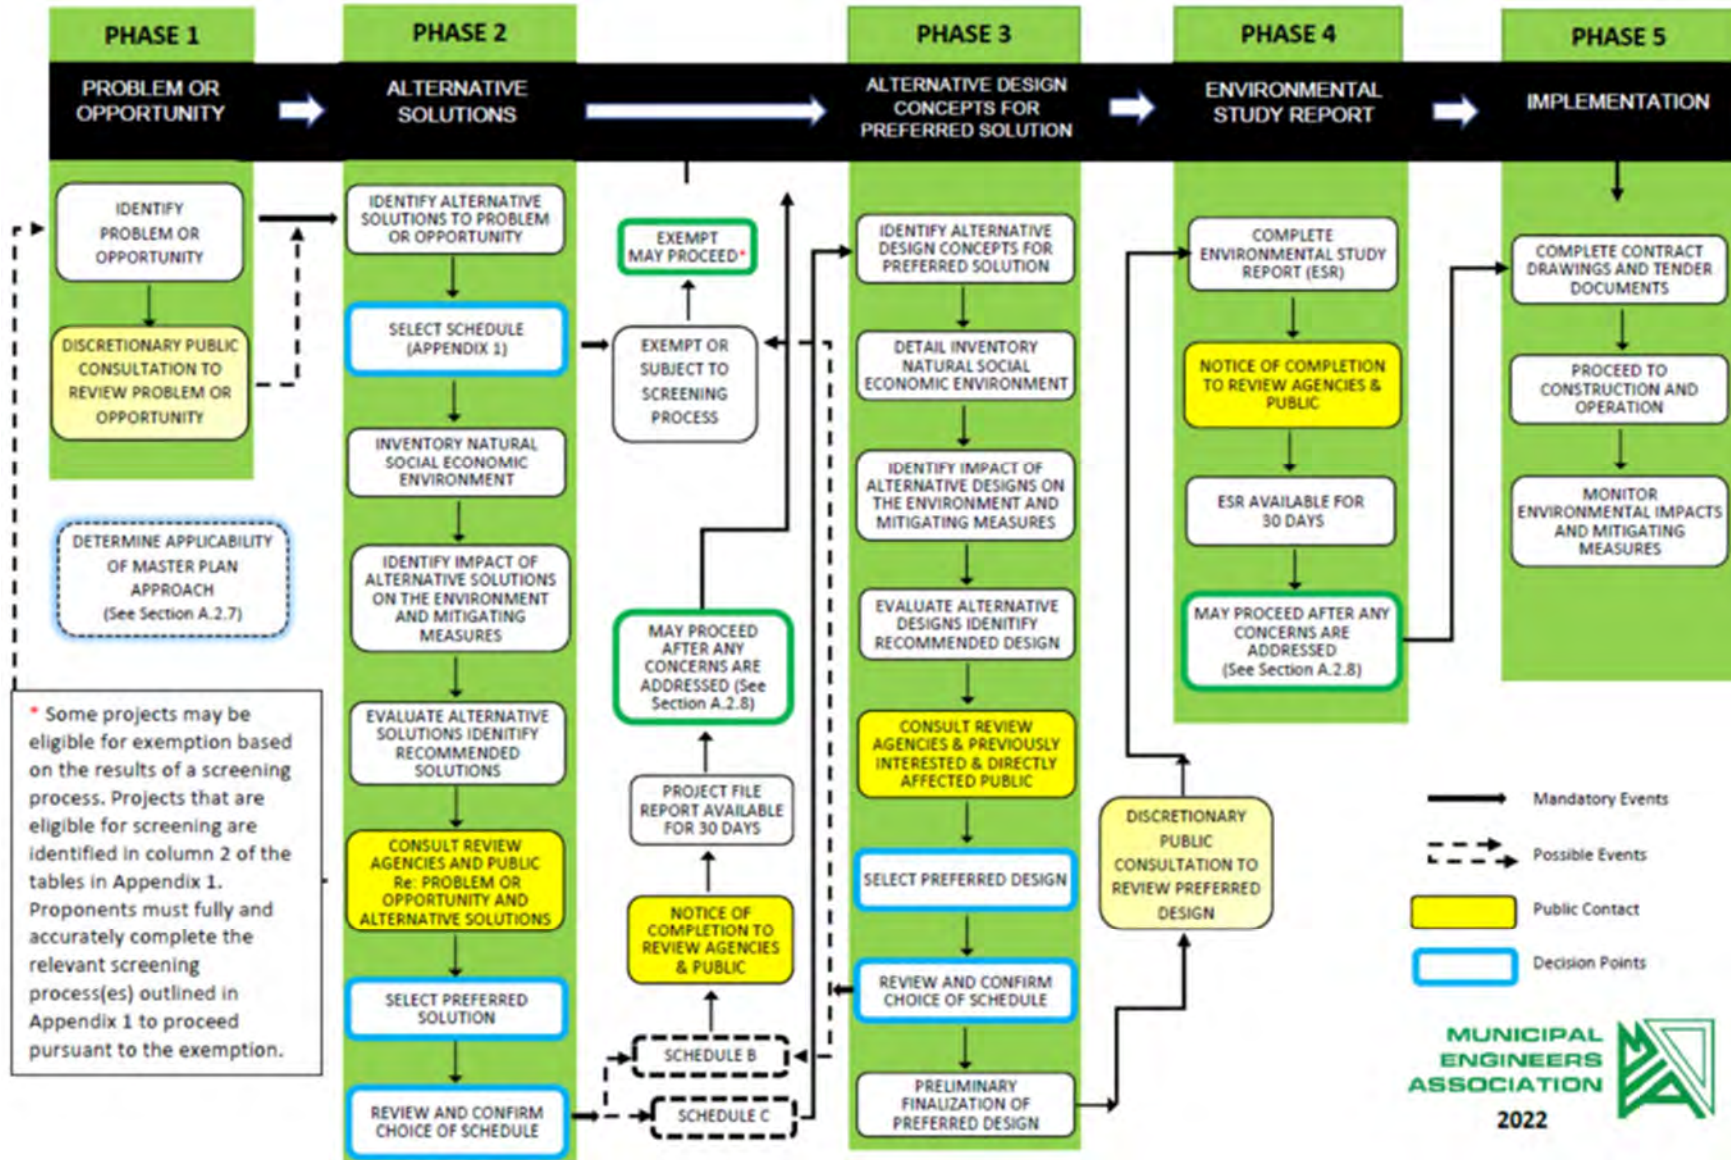 PHASE 1
PROBLEM OR
OPPORTUNITY
IDENTIFY
PROBLEM OR
OPPORTUNITY
DISCRETIONARY PUBLIC
CONSULTATION TO
REVIEW PROBLEM OR
OPPORTUNITY
DETERMINE APPLICABILITY
OF MASTER PLAN
APPROACH
(See Section A.2.7)
* Some projects may be
eligible for exemption based
on the results of a screening
process. Projects that are
eligible for screening are
identified in column 2 of the
tables in Appendix 1.
Proponents must fully and
accurately complete the
relevant screening
process(es) outlined in
Appendix 1 to proceed
pursuant to the exemption.
PHASE 2
ALTERNATIVE
SOLUTIONS
IDENTIFY ALTERNATIVE
SOLUTIONS TO PROBLEM
OR OPPORTUNITY
SELECT SCHEDULE
(APPENDIX 1)
INVENTORY NATURAL
SOCIAL ECONOMIC
ENVIRONMENT
IDENTIFY IMPACT OF
ALTERNATIVE SOLUTIONS
ON THE ENVIRONMENT
AND MITIGATING
MEASURES
EVALUATE ALTERNATIVE
SOLUTIONS IDENTIFY
RECOMMENDED
SOLUTIONS
CONSULT REVIEW
AGENCIES AND PUBLIC
Re: PROBLEM OR
OPPORTUNITY AND
ALTERNATIVE SOLUTIONS
SELECT PREFERRED
SOLUTION
REVIEW AND CONFIRM
CHOICE OF SCHEDULE
EXEMPT
MAY PROCEED*
EXEMPT OR
SUBJECT TO
SCREENING
PROCESS
MAY PROCEED
AFTER ANY
CONCERNS ARE
ADDRESSED (See
Section A.2.8)
PROJECT FILE
REPORT AVAILABLE
FOR 30 DAYS
NOTICE OF
COMPLETION TO
REVIEW AGENCIES
& PUBLIC
SCHEDULE B
SCHEDULE C
PHASE 3
ALTERNATIVE DESIGN
CONCEPTS FOR
PREFERRED SOLUTION
IDENTIFY ALTERNATIVE
DESIGN CONCEPTS FOR
PREFERRED SOLUTION
DETAIL INVENTORY
NATURAL SOCIAL
ECONOMIC ENVIRONMENT
IDENTIFY IMPACT OF
ALTERNATIVE DESIGNS ON
THE ENVIRONMENT AND
MITIGATING MEASURES
EVALUATE ALTERNATIVE
DESIGNS IDENTIFY
RECOMMENDED DESIGN
CONSULT REVIEW
AGENCIES & PREVIOUSLY
INTERESTED & DIRECTLY
AFFECTED PUBLIC
SELECT PREFERRED DESIGN
REVIEW AND CONFIRM
CHOICE OF SCHEDULE
PRELIMINARY
FINALIZATION OF
PREFERRED DESIGN
PHASE 4
ENVIRONMENTAL
STUDY REPORT
COMPLETE
ENVIRONMENTAL STUDY
REPORT (ESR)
NOTICE OF COMPLETION
TO REVIEW AGENCIES &
PUBLIC
ESR AVAILABLE FOR
30 DAYS
MAY PROCEED AFTER ANY
CONCERNS ARE
ADDRESSED
(See Section A.2.8)
DISCRETIONARY
PUBLIC
CONSULTATION TO
REVIEW PREFERRED
DESIGN
PHASE 5
IMPLEMENTATION
COMPLETE CONTRACT
DRAWINGS AND TENDER
DOCUMENTS
PROCEED TO
CONSTRUCTION AND
OPERATION
MONITOR
ENVIRONMENTAL IMPACTS
AND MITIGATING
MEASURES
Mandatory Events
Possible Events
Public Contact
Decision Points
MUNICIPAL
ENGINEERS
ASSOCIATION
2022
MEA